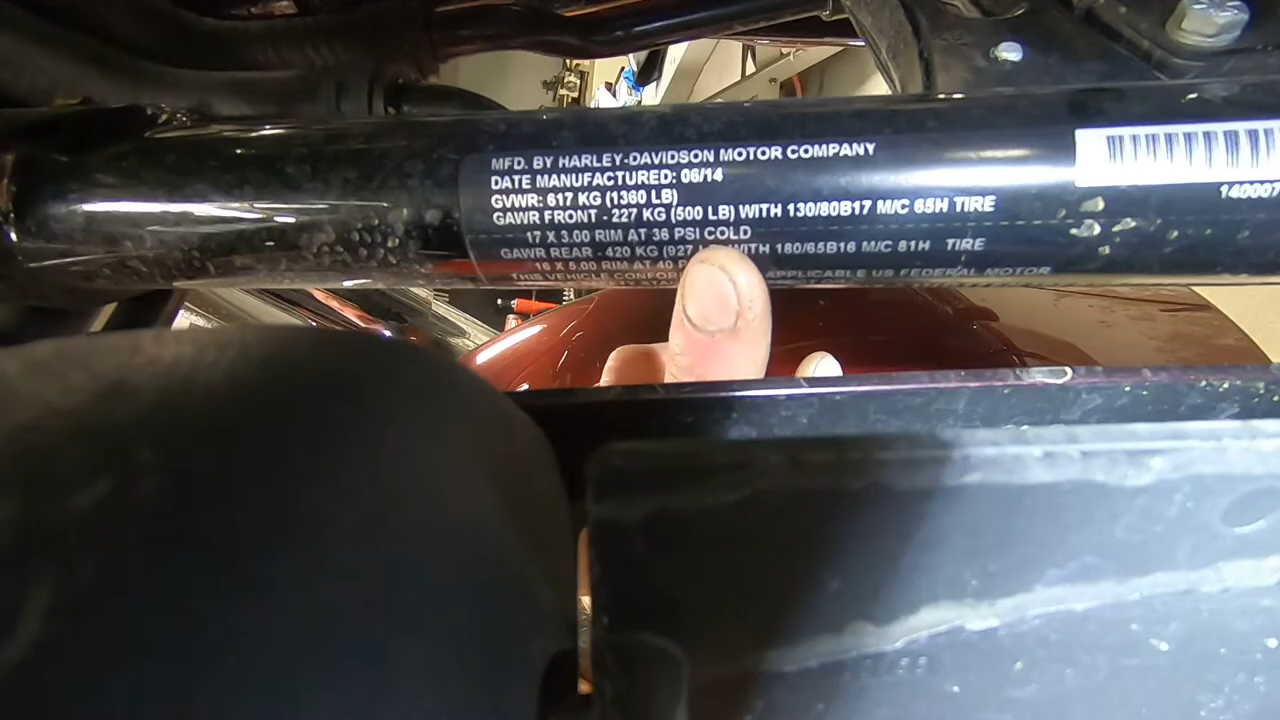 MFD. BY HARLEY-DAVIDSON MOTOR COMPANY
DATE MANUFACTURED: 06/14
GVWR: 617 KG (1360 LB)
GAWR FRONT - 227 KG (500 LB) WITH 130/80B17 M/C 65H TIRE
17 X 3.00 RIM AT 36 PSI COLD
GAWR REAR - 420 KG (927 WITH 180/65B16 M/C 81H TIRE
16 X 5.00 RIM AT 40
THIS VEHICLE APPLICABLE US FEDERAL MOTOR
140007